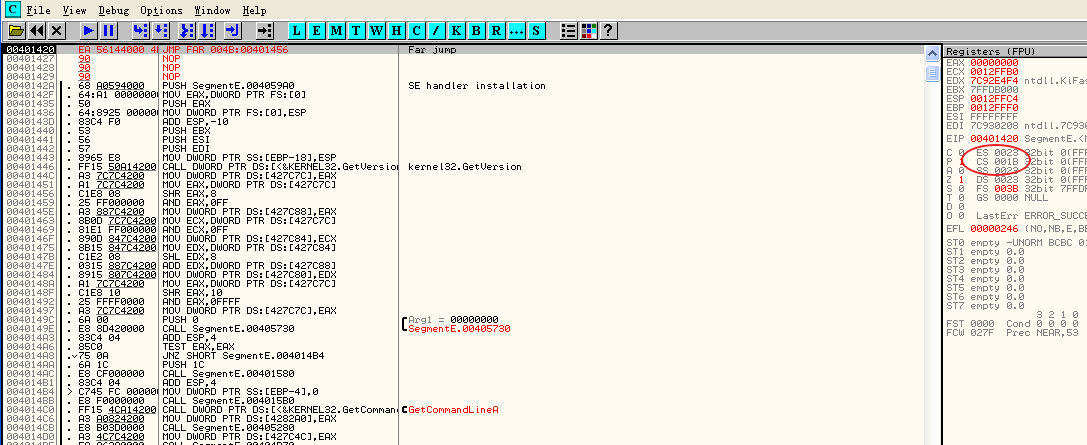 C File View Debug Options Window Help
L E M T W H C / K B R ... S ?
00401420 EA 56144000 4 JMP FAR 004B:00401456 Far jump
00401427 90 NOP
00401428 90 NOP
00401429 90 NOP
0040142A . 68 A0594000 PUSH SegmentE.004059A0 SE handler installation
0040142F . 64:A1 00000000 MOV EAX,DWORD PTR FS:[0]
00401435 . 50 PUSH EAX
00401436 . 64:8925 000000 MOV DWORD PTR FS:[0],ESP
0040143D . 83C4 F0 ADD ESP,-10
00401440 . 53 PUSH EBX
00401441 . 56 PUSH ESI
00401442 . 57 PUSH EDI
00401443 . 8965 E8 MOV DWORD PTR SS:[EBP-18],ESP
00401446 . FF15 50A14200 CALL DWORD PTR DS:[<&KERNEL32.GetVersion kernel32.GetVersion
0040144C . A3 7C7C4200 MOV DWORD PTR DS:[427C7C],EAX
00401451 . A1 7C7C4200 MOV EAX,DWORD PTR DS:[427C7C]
00401456 . C1E8 08 SHR EAX,8
00401459 . 25 FF000000 AND EAX,0FF
0040145E . A3 887C4200 MOV DWORD PTR DS:[427C88],EAX
00401463 . 8B0D 7C7C4200 MOV ECX,DWORD PTR DS:[427C7C]
00401469 . 81E1 FF000000 AND ECX,0FF
0040146F . 890D 847C4200 MOV DWORD PTR DS:[427C84],ECX
00401475 . 8B15 847C4200 MOV EDX,DWORD PTR DS:[427C84]
0040147B . C1E2 08 SHL EDX,8
0040147E . 0315 887C4200 ADD EDX,DWORD PTR DS:[427C88]
00401484 . 8915 807C4200 MOV DWORD PTR DS:[427C80],EDX
0040148A . A1 7C7C4200 MOV EAX,DWORD PTR DS:[427C7C]
0040148F . C1E8 10 SHR EAX,10
00401492 . 25 FFFF0000 AND EAX,0FFFF
00401497 . A3 7C7C4200 MOV DWORD PTR DS:[427C7C],EAX
0040149C . 6A 00 PUSH 0 Arg1 = 00000000
0040149E . E8 8D420000 CALL SegmentE.00405730 SegmentE.00405730
004014A3 . 83C4 04 ADD ESP,4
004014A6 . 85C0 TEST EAX,EAX
004014A8 . 75 0A JNZ SHORT SegmentE.004014B4
004014AA . 6A 1C PUSH 1C
004014AC . E8 CF000000 CALL SegmentE.00401580
004014B1 . 83C4 04 ADD ESP,4
004014B4 > C745 FC 000000 MOV DWORD PTR SS:[EBP-4],0
004014BB . E8 F0000000 CALL SegmentE.004015B0
004014C0 . FF15 4CA14200 CALL DWORD PTR DS:[<&KERNEL32.GetComman GetCommandLineA
004014C6 . A3 A0824200 MOV DWORD PTR DS:[4282A0],EAX
004014CB . E8 B03D0000 CALL SegmentE.00405280
004014D0 . A3 4C7C4200 MOV DWORD PTR DS:[427C4C],EAX
Registers (FPU)
EAX 00000000
ECX 0012FFB0
EDX 7C92E4F4 ntdll.KiFas
EBX 7FFDB000
ESP 0012FFC4
EBP 0012FFF0
ESI FFFFFFFF
EDI 7C930208 ntdll.7C930
EIP 00401420 SegmentE.<M
C 0 ES 0023 32bit 0(FFF
P 1 CS 001B 32bit 0(FFF
A 0 SS 0023 32bit 0(FFF
Z 1 DS 0023 32bit 0(FFF
S 0 FS 003B 32bit 7FFDF
T 0 GS 0000 NULL
D 0
O 0 LastErr ERROR_SUCCE
EFL 00000246 (NO,NB,E,BE
ST0 empty -UNORM BCBC 01
ST1 empty 0.0
ST2 empty 0.0
ST3 empty 0.0
ST4 empty 0.0
ST5 empty 0.0
ST6 empty 0.0
ST7 empty 0.0
3 2 1 0
FST 0000 Cond 0 0 0 0
FCW 027F Prec NEAR,53